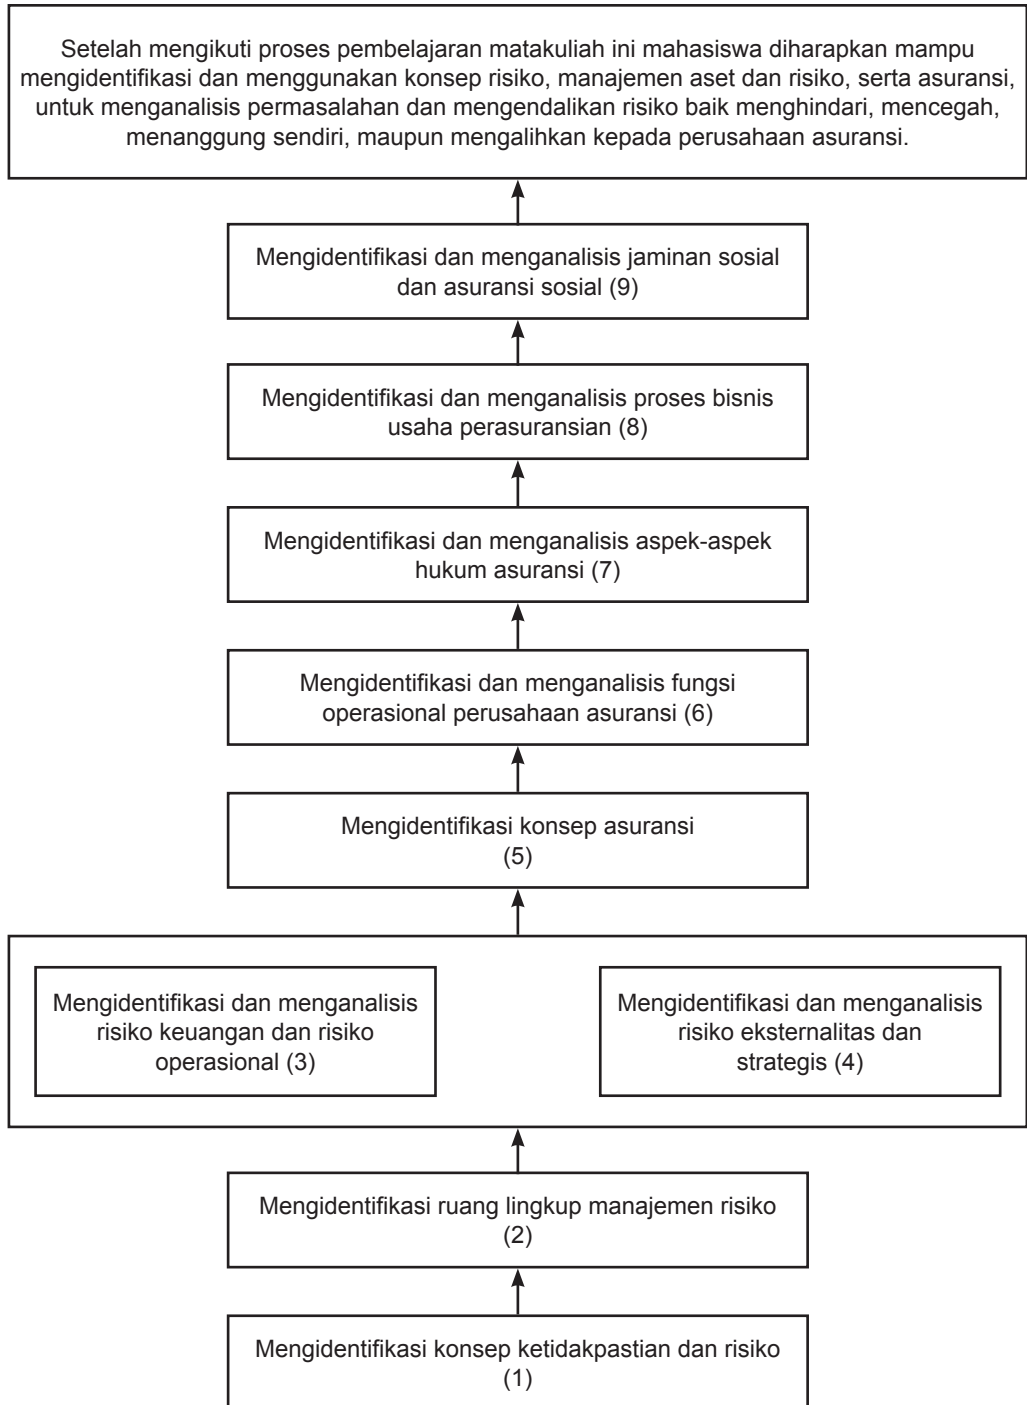 Setelah mengikuti proses pembelajaran matakuliah ini mahasiswa diharapkan mampu
mengidentifikasi dan menggunakan konsep risiko, manajemen aset dan risiko, serta asuransi,
untuk menganalisis permasalahan dan mengendalikan risiko baik menghindari, mencegah,
menanggung sendiri, maupun mengalihkan kepada perusahaan asuransi.
Mengidentifikasi dan menganalisis jaminan sosial
dan asuransi sosial (9)
Mengidentifikasi dan menganalisis proses bisnis
usaha perasuransian (8)
Mengidentifikasi dan menganalisis aspek-aspek
hukum asuransi (7)
Mengidentifikasi dan menganalisis fungsi
operasional perusahaan asuransi (6)
Mengidentifikasi konsep asuransi
(5)
Mengidentifikasi dan menganalisis
risiko keuangan dan risiko
operasional (3)
Mengidentifikasi dan menganalisis
risiko eksternalitas dan
strategis (4)
Mengidentifikasi ruang lingkup manajemen risiko
(2)
Mengidentifikasi konsep ketidakpastian dan risiko
(1)